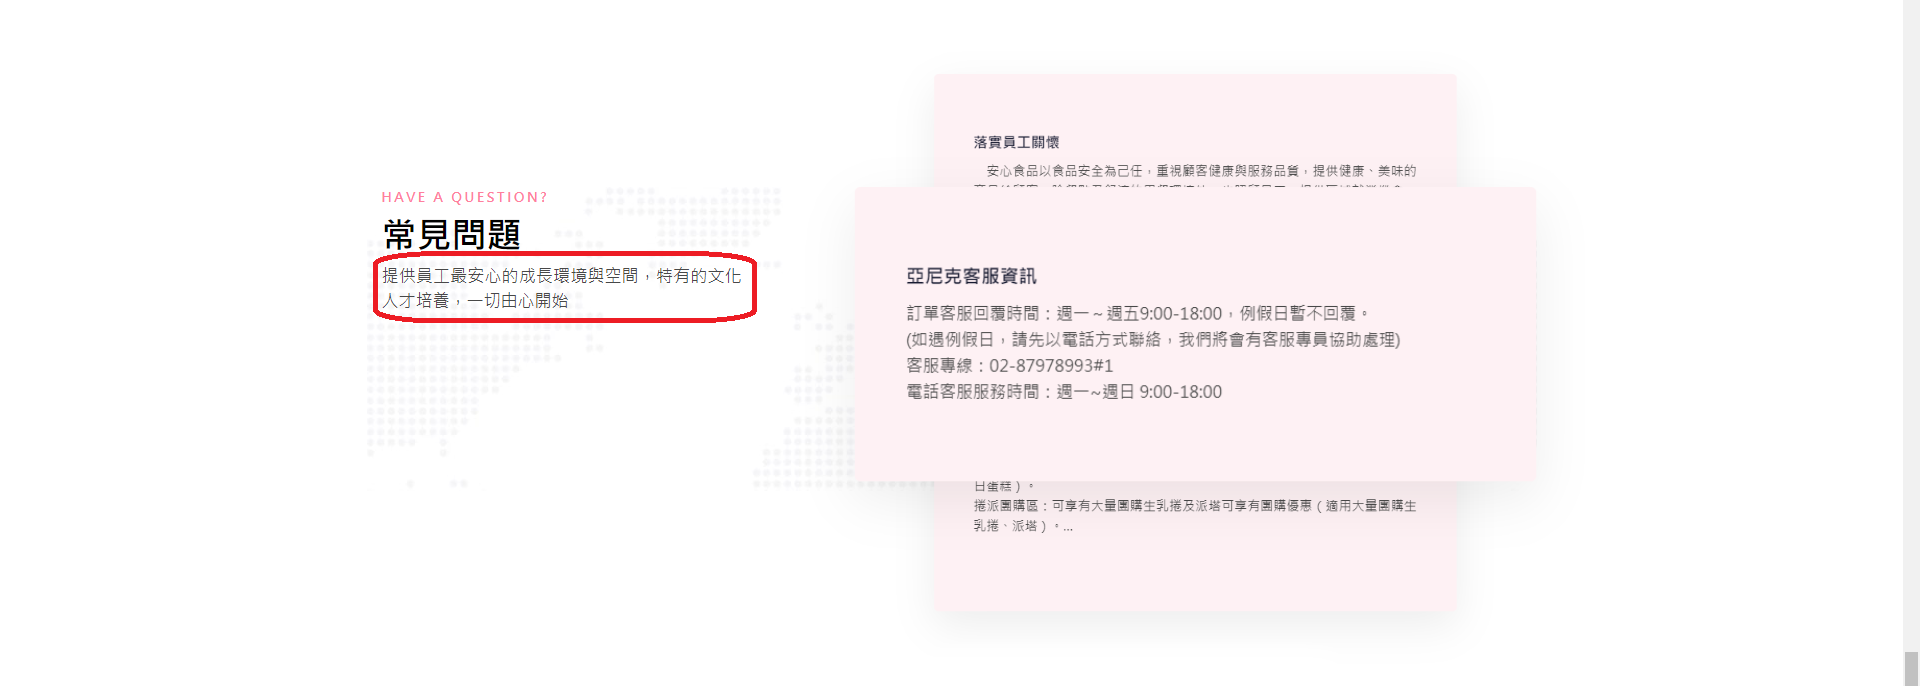 HAVE A QUESTION?
常見問題
提供員工最安心的成長環境與空間，特有的文化
人才培養，一切由心開始
落實員工關懷
安心食品以食品安全為己任，重視顧客健康與服務品質，提供健康、美味的
亞尼克客服資訊
訂單客服回覆時間：週一～週五9:00-18:00，例假日暫不回覆。
(如遇例假日，請先以電話方式聯絡，我們將會有客服專員協助處理)
客服專線：02-87978993#1
電話客服服務時間：週一~週日 9:00-18:00
日蛋糕）。
捲派團購區：可享有大量團購生乳捲及派塔可享有團購優惠（適用大量團購生
乳捲、派塔）。...